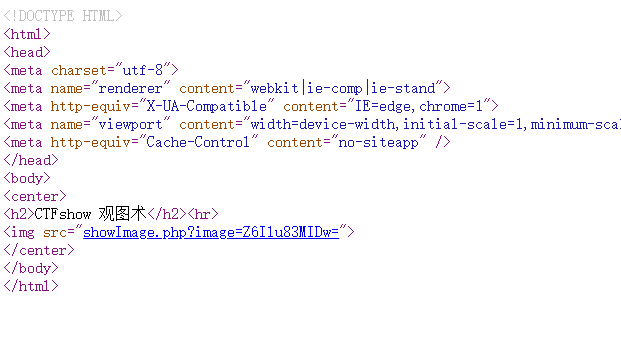 <!DOCTYPE HTML>
<html>
<head>
<meta charset="utf-8">
<meta name="renderer" content="webkit|ie-comp|ie-stand">
<meta http-equiv="X-UA-Compatible" content="IE=edge,chrome=1">
<meta name="viewport" content="width=device-width,initial-scale=1,minimum-scal
<meta http-equiv="Cache-Control" content="no-siteapp" />
</head>
<body>
<center>
<h2>CTFshow 观图术</h2><hr>
<img src="showImage.php?image=Z6Ilu83MIDw=">
</center>
</body>
</html>